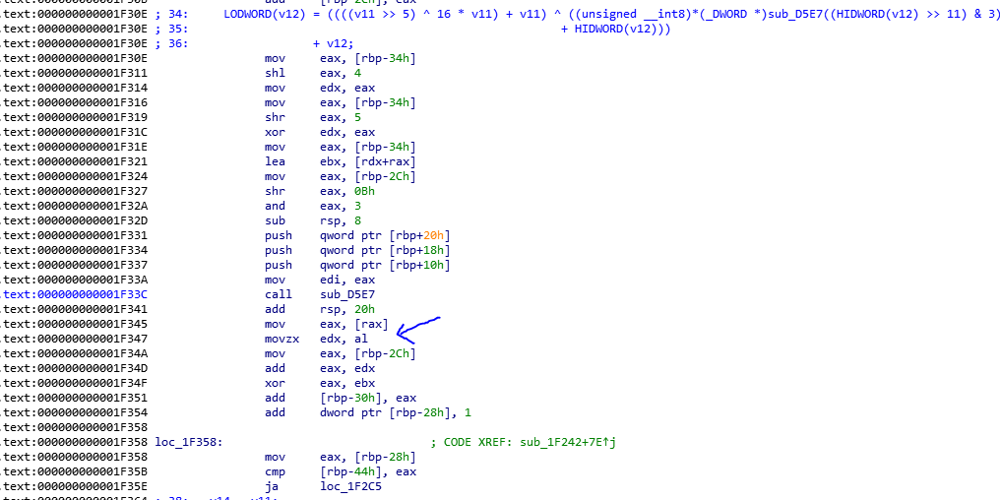 .text:000000000001F30E ; 34:     LODWORD(v12) = ((((v11 >> 5) ^ 16 * v11) + v11) ^ ((unsigned __int8)*(_DWORD *)sub_D5E7((HIDWORD(v12) >> 11) & 3)
.text:000000000001F30E ; 35:                                                     + HIDWORD(v12)))
.text:000000000001F30E ; 36:                  + v12;
.text:000000000001F30E mov eax, [rbp-34h]
.text:000000000001F311 shl eax, 4
.text:000000000001F314 mov edx, eax
.text:000000000001F316 mov eax, [rbp-34h]
.text:000000000001F319 shr eax, 5
.text:000000000001F31C xor edx, eax
.text:000000000001F31E mov eax, [rbp-34h]
.text:000000000001F321 lea ebx, [rdx+rax]
.text:000000000001F324 mov eax, [rbp-2Ch]
.text:000000000001F327 shr eax, 0Bh
.text:000000000001F32A and eax, 3
.text:000000000001F32D sub rsp, 8
.text:000000000001F331 push qword ptr [rbp+20h]
.text:000000000001F334 push qword ptr [rbp+18h]
.text:000000000001F337 push qword ptr [rbp+10h]
.text:000000000001F33A mov edi, eax
.text:000000000001F33C call sub_D5E7
.text:000000000001F341 add rsp, 20h
.text:000000000001F345 mov eax, [rax]
.text:000000000001F347 movzx edx, al
.text:000000000001F34A mov eax, [rbp-2Ch]
.text:000000000001F34D add eax, edx
.text:000000000001F34F xor eax, ebx
.text:000000000001F351 add [rbp-30h], eax
.text:000000000001F354 add dword ptr [rbp-28h], 1
.text:000000000001F358
.text:000000000001F358 loc_1F358: ; CODE XREF: sub_1F242+7E↑j
.text:000000000001F358 mov eax, [rbp-28h]
.text:000000000001F35B cmp [rbp-44h], eax
.text:000000000001F35E ja loc_1F2C5